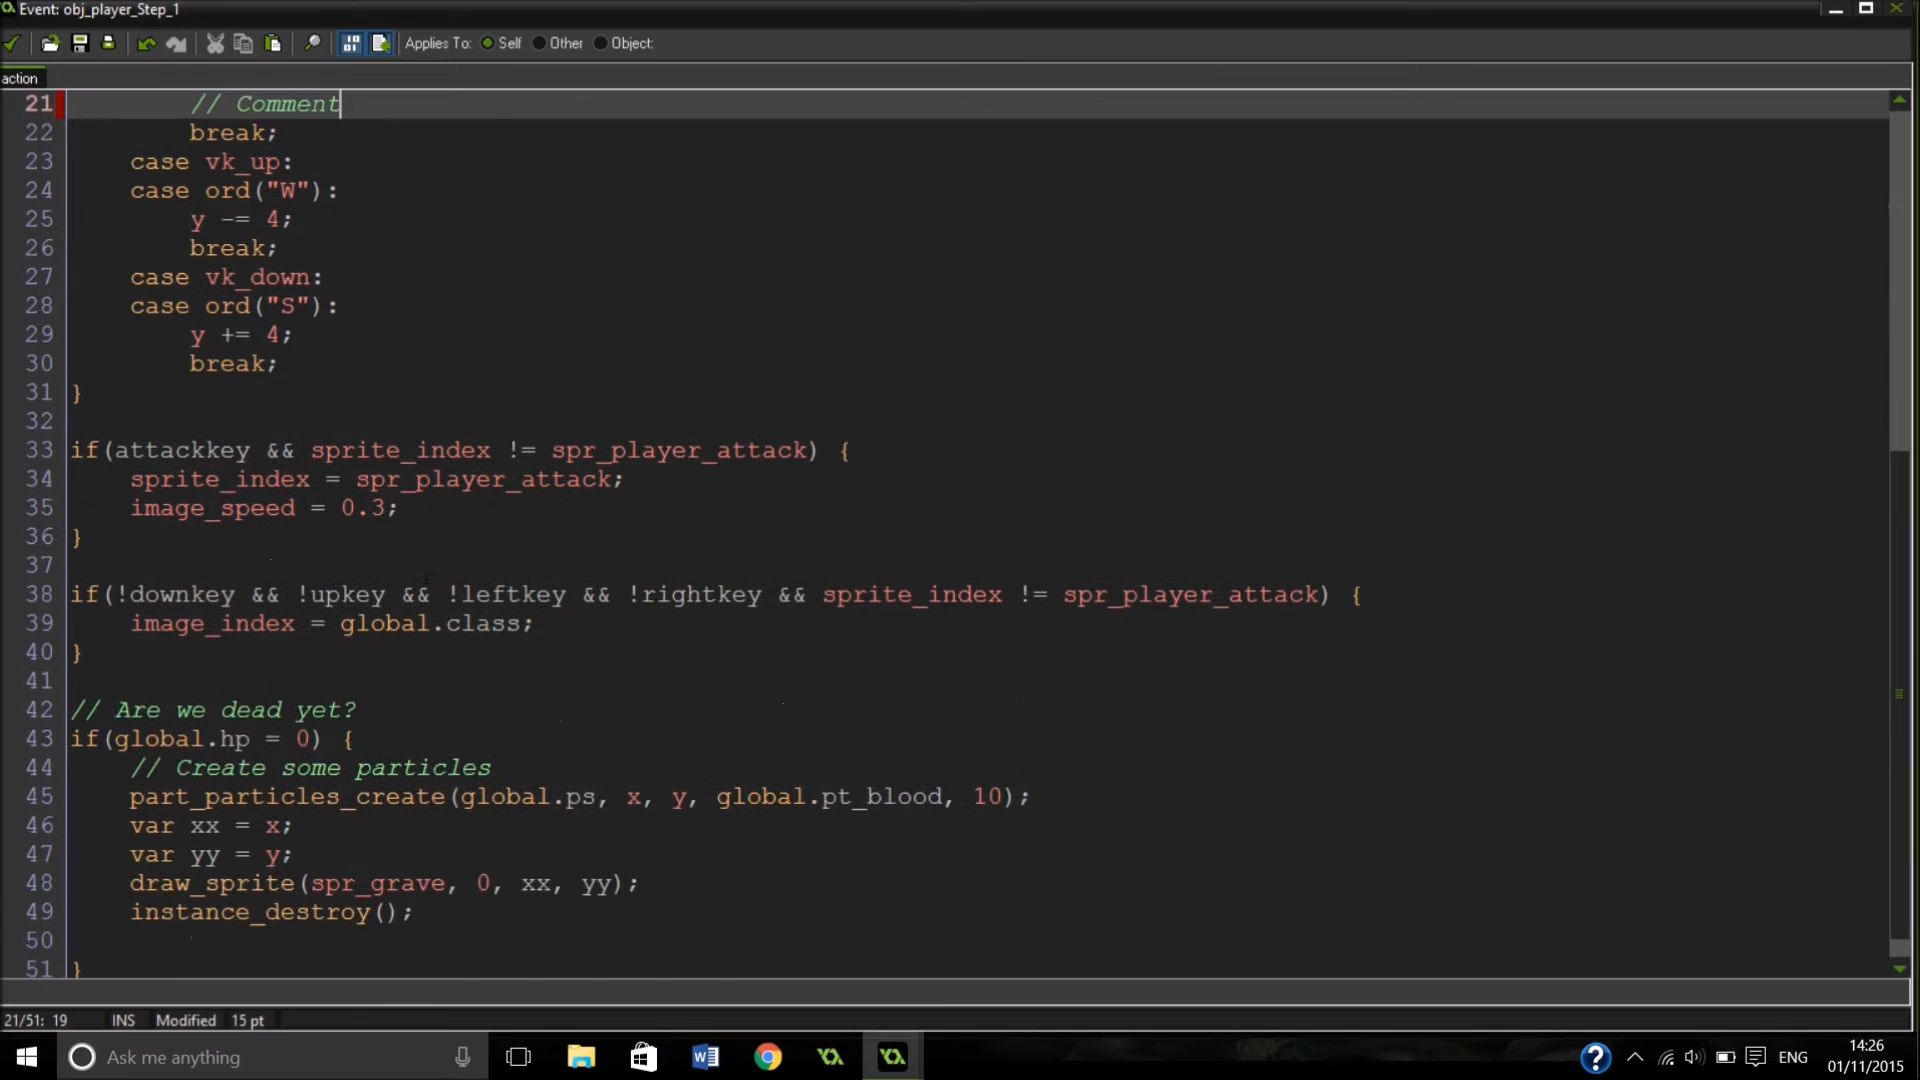 Event: obj_player_Step_1
Applies To: Self Other Object:
action
21 // Comment
22 break;
23 case vk_up:
24 case ord("W"):
25 y -= 4;
26 break;
27 case vk_down:
28 case ord("S"):
29 y += 4;
30 break;
31 }
32
33 if(attackkey && sprite_index != spr_player_attack) {
34 sprite_index = spr_player_attack;
35 image_speed = 0.3;
36 }
37
38 if(!downkey && !upkey && !leftkey && !rightkey && sprite_index != spr_player_attack) {
39 image_index = global.class;
40 }
41
42 // Are we dead yet?
43 if(global.hp = 0) {
44 // Create some particles
45 part_particles_create(global.ps, x, y, global.pt_blood, 10);
46 var xx = x;
47 var yy = y;
48 draw_sprite(spr_grave, 0, xx, yy);
49 instance_destroy();
50
51 }
21/51: 19 INS Modified 15 pt
Ask me anything
ENG
14:26
01/11/2015